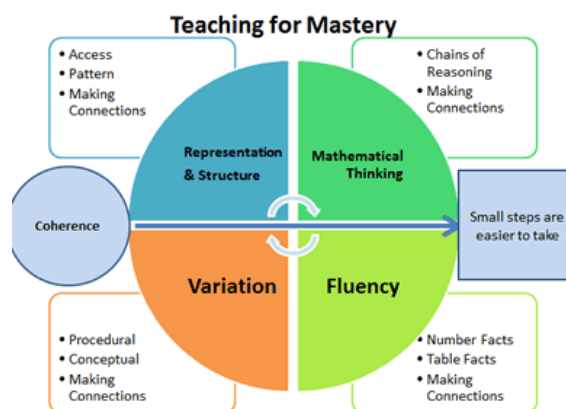 Teaching for Mastery
• Access
• Pattern
• Making
Connections
• Chains of
Reasoning
• Making
Connections
Representation
& Structure
Mathematical
Thinking
Coherence
Small steps are
easier to take
Variation
Fluency
• Procedural
• Conceptual
• Making
Connections
• Number Facts
• Table Facts
• Making
Connections